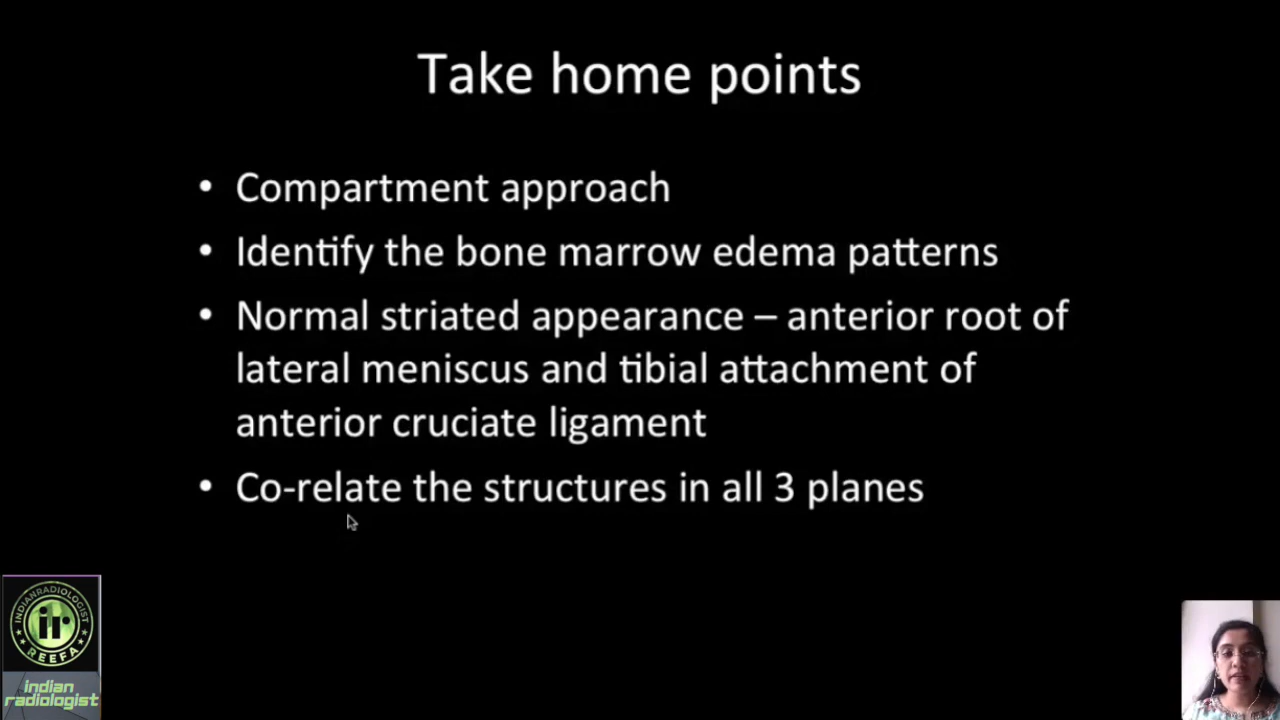 Take home points
• Compartment approach
• Identify the bone marrow edema patterns
• Normal striated appearance – anterior root of
lateral meniscus and tibial attachment of
anterior cruciate ligament
• Co-relate the structures in all 3 planes
INDIANRADIOLOGIST
ir
REEFA
indian
radiologist